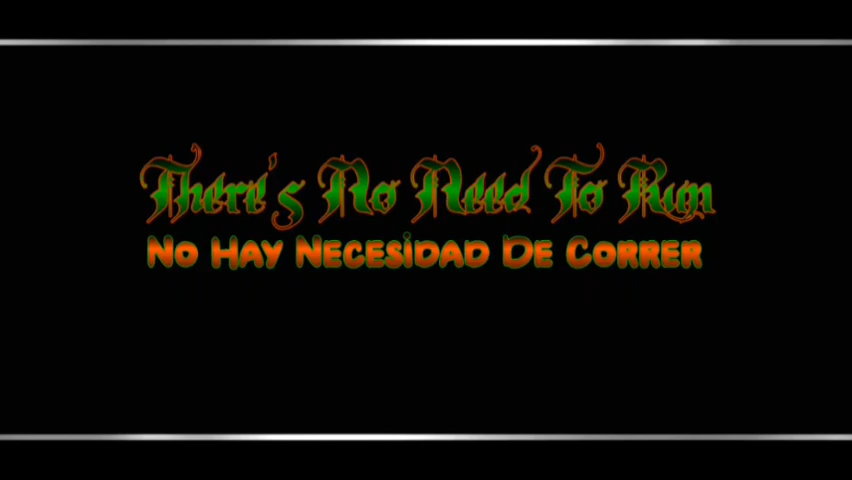 There's No Need To Run
No Hay Necesidad De Correr